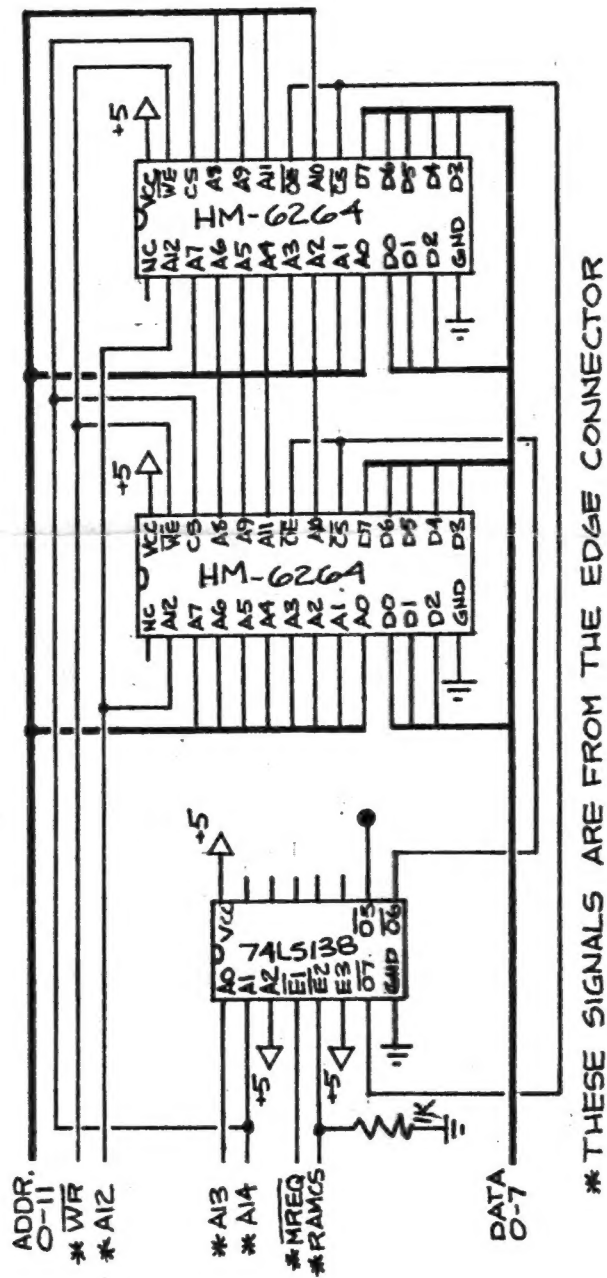 ADDR.
0-11
*WR
*A12
*A13
*A14
*MREQ
*RAMCS
DATA
0-7
+5
A0 VCC
A1
A2
E1
E2
E3
O7 O5
GND O6
74LS138
+5
+5
1K
+5
NC VCC
A12 WE
A7 CS
A6 A8
A5 A9
A4 A11
A3 OE
A2 A10
A1 CS
A0 D7
D0 D6
D1 D5
D2 D4
GND D3
HM-6264
+5
NC VCC
A12 WE
A7 CS
A6 A8
A5 A9
A4 A11
A3 OE
A2 A10
A1 CS
A0 D7
D0 D6
D1 D5
D2 D4
GND D3
HM-6264
*THESE SIGNALS ARE FROM THE EDGE CONNECTOR